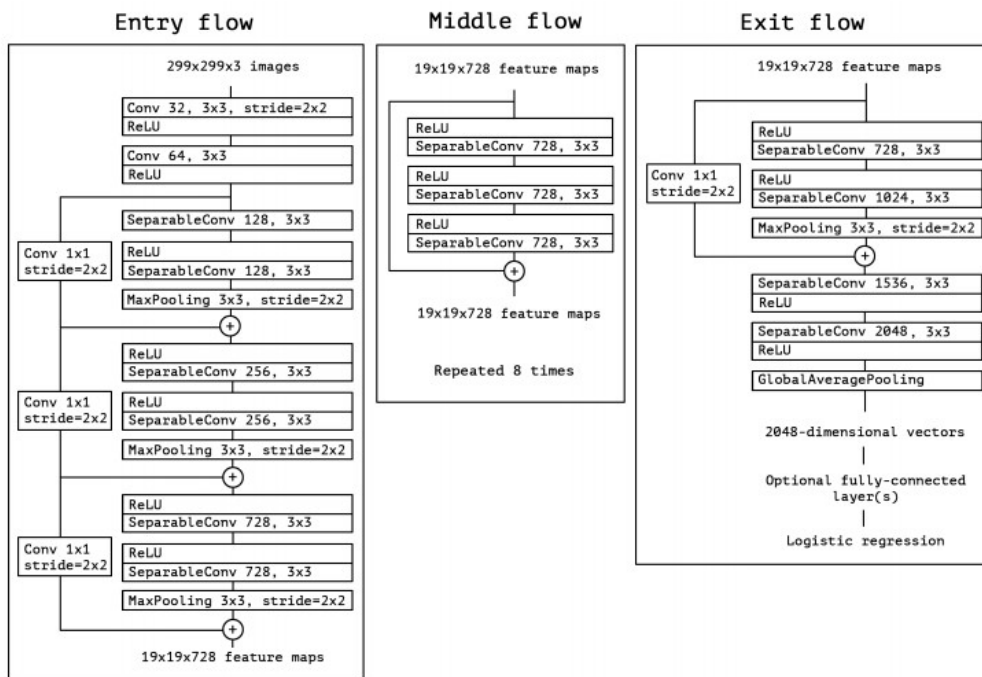 Entry flow
299x299x3 images
Conv 32, 3x3, stride=2x2
ReLU
Conv 64, 3x3
ReLU
SeparableConv 128, 3x3
Conv 1x1
stride=2x2
ReLU
SeparableConv 128, 3x3
MaxPooling 3x3, stride=2x2
+
ReLU
SeparableConv 256, 3x3
Conv 1x1
stride=2x2
ReLU
SeparableConv 256, 3x3
MaxPooling 3x3, stride=2x2
+
ReLU
SeparableConv 728, 3x3
Conv 1x1
stride=2x2
ReLU
SeparableConv 728, 3x3
MaxPooling 3x3, stride=2x2
+
19x19x728 feature maps
Middle flow
19x19x728 feature maps
ReLU
SeparableConv 728, 3x3
ReLU
SeparableConv 728, 3x3
ReLU
SeparableConv 728, 3x3
+
19x19x728 feature maps
Repeated 8 times
Exit flow
19x19x728 feature maps
ReLU
SeparableConv 728, 3x3
Conv 1x1
stride=2x2
ReLU
SeparableConv 1024, 3x3
MaxPooling 3x3, stride=2x2
+
SeparableConv 1536, 3x3
ReLU
SeparableConv 2048, 3x3
ReLU
GlobalAveragePooling
2048-dimensional vectors
Optional fully-connected
layer(s)
Logistic regression